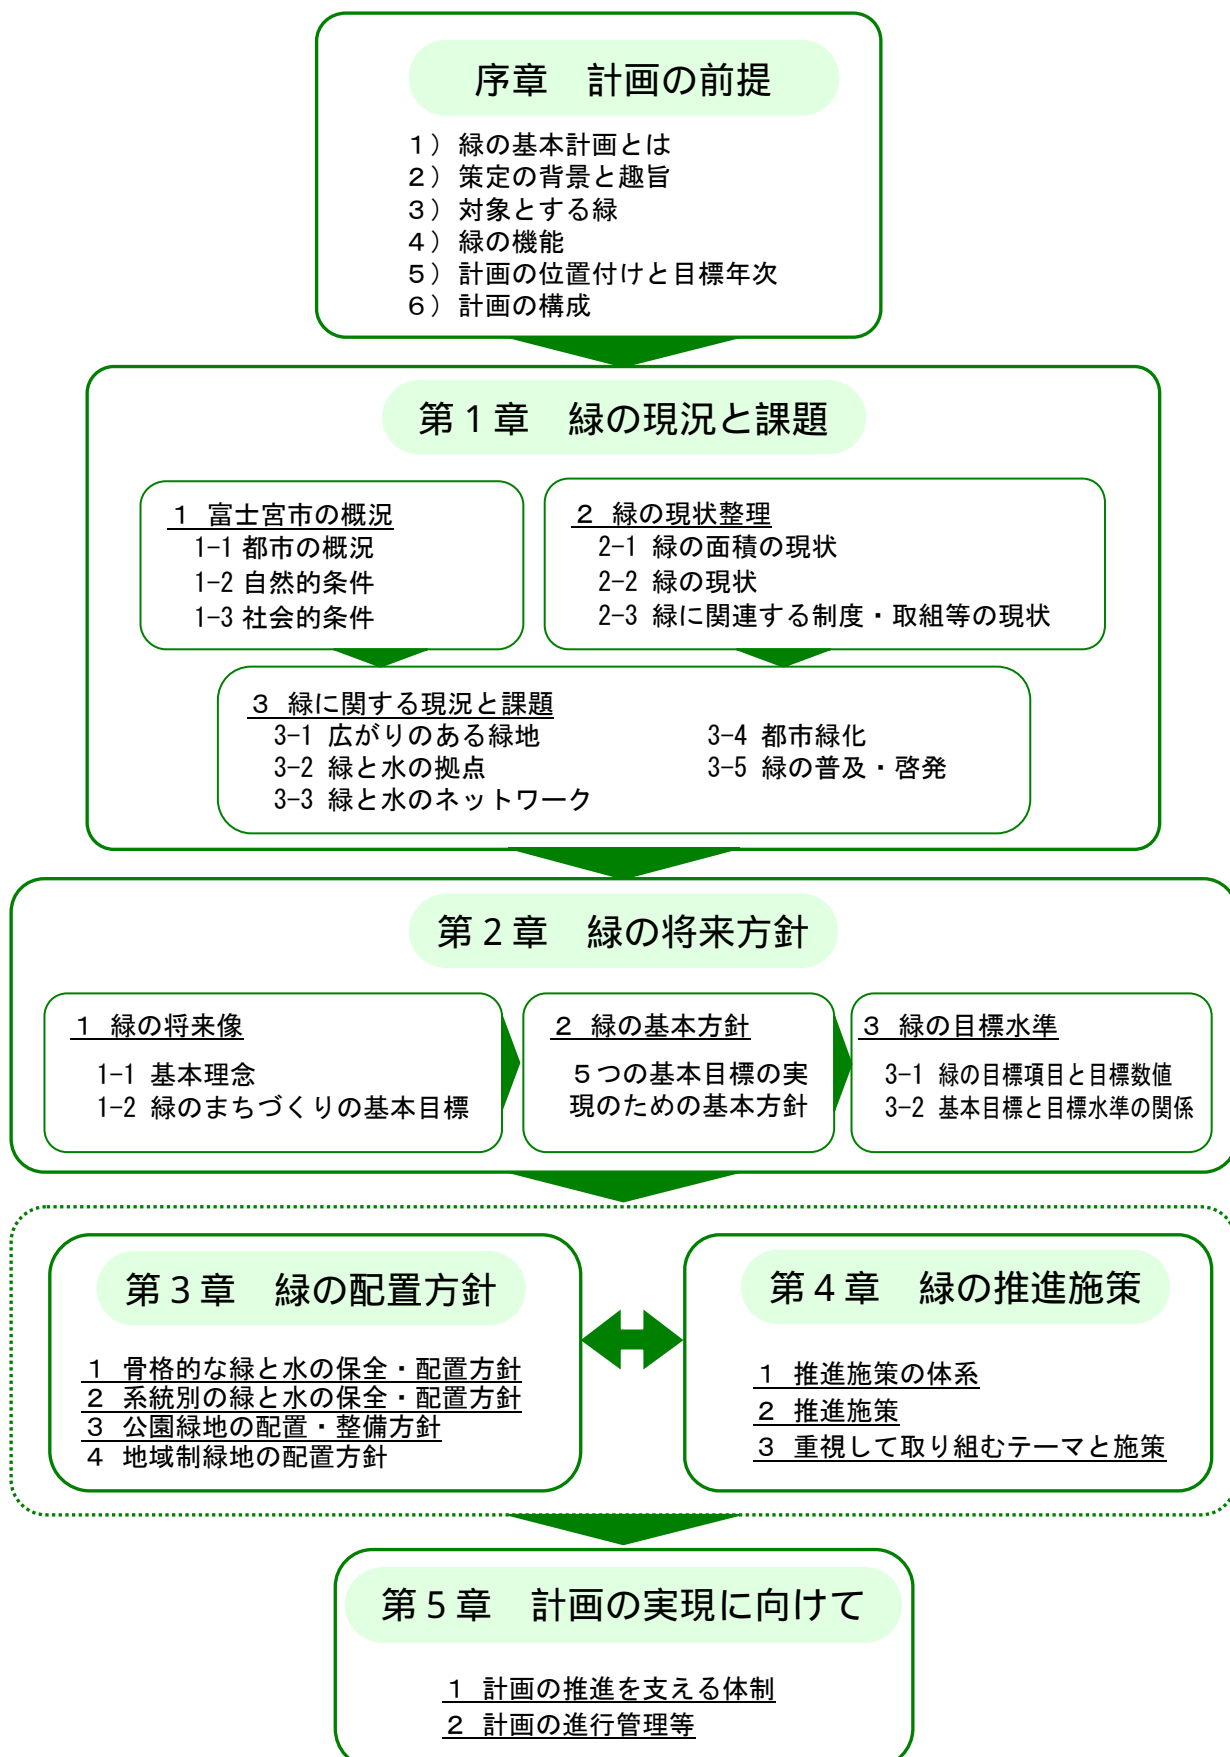 序章　計画の前提
１）緑の基本計画とは
２）策定の背景と趣旨
３）対象とする緑
４）緑の機能
５）計画の位置付けと目標年次
６）計画の構成
第１章　緑の現況と課題
１ 富士宮市の概況
1-1 都市の概況
1-2 自然的条件
1-3 社会的条件
２ 緑の現状整理
2-1 緑の面積の現状
2-2 緑の現状
2-3 緑に関連する制度・取組等の現状
３ 緑に関する現況と課題
3-1 広がりのある緑地
3-2 緑と水の拠点
3-3 緑と水のネットワーク
3-4 都市緑化
3-5 緑の普及・啓発
第２章　緑の将来方針
１ 緑の将来像
1-1 基本理念
1-2 緑のまちづくりの基本目標
２ 緑の基本方針
５つの基本目標の実
現のための基本方針
３ 緑の目標水準
3-1 緑の目標項目と目標数値
3-2 基本目標と目標水準の関係
第３章　緑の配置方針
１ 骨格的な緑と水の保全・配置方針
２ 系統別の緑と水の保全・配置方針
３ 公園緑地の配置・整備方針
４ 地域制緑地の配置方針
第４章　緑の推進施策
１ 推進施策の体系
２ 推進施策
３ 重視して取り組むテーマと施策
第５章　計画の実現に向けて
１ 計画の推進を支える体制
２ 計画の進行管理等